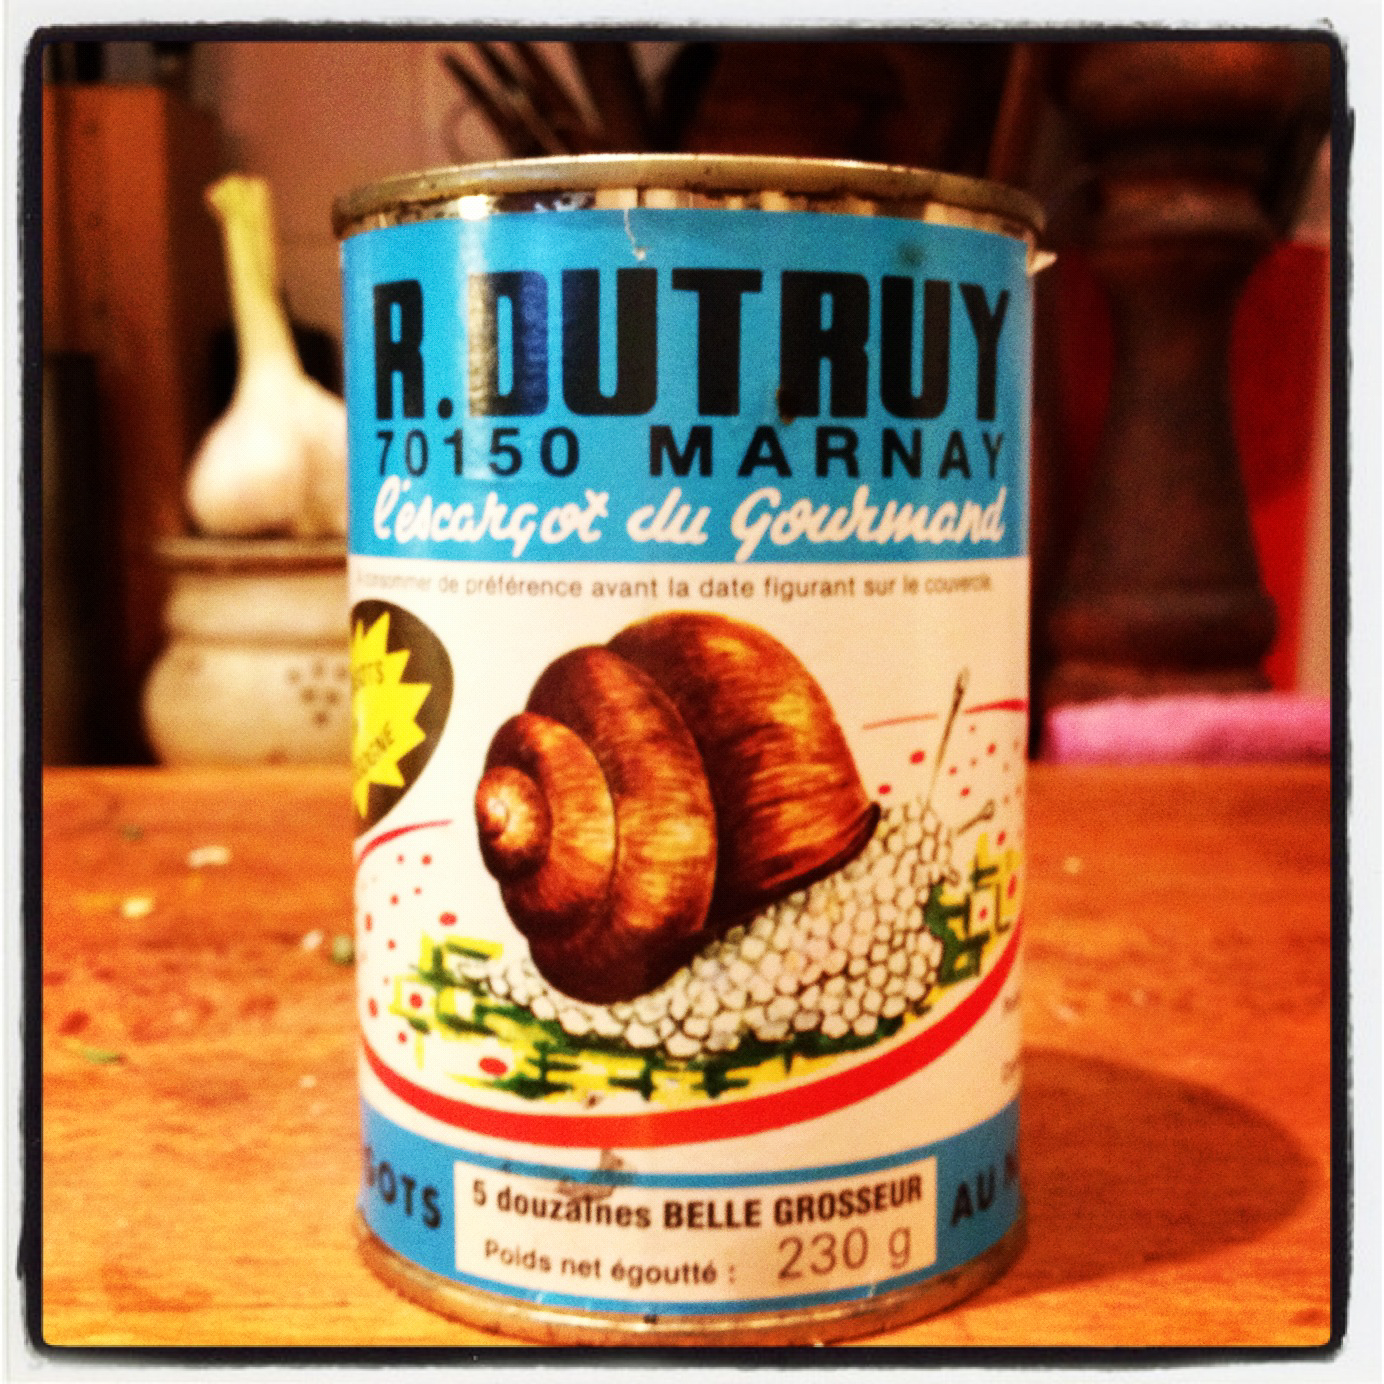 R. DUTRUY
70150 MARNAY
l'escargot du Gourmand
A consommer de préférence avant la date figurant sur le couvercle.
5 douzaines BELLE GROSSEUR
AU
Poids net égoutté : 230 g